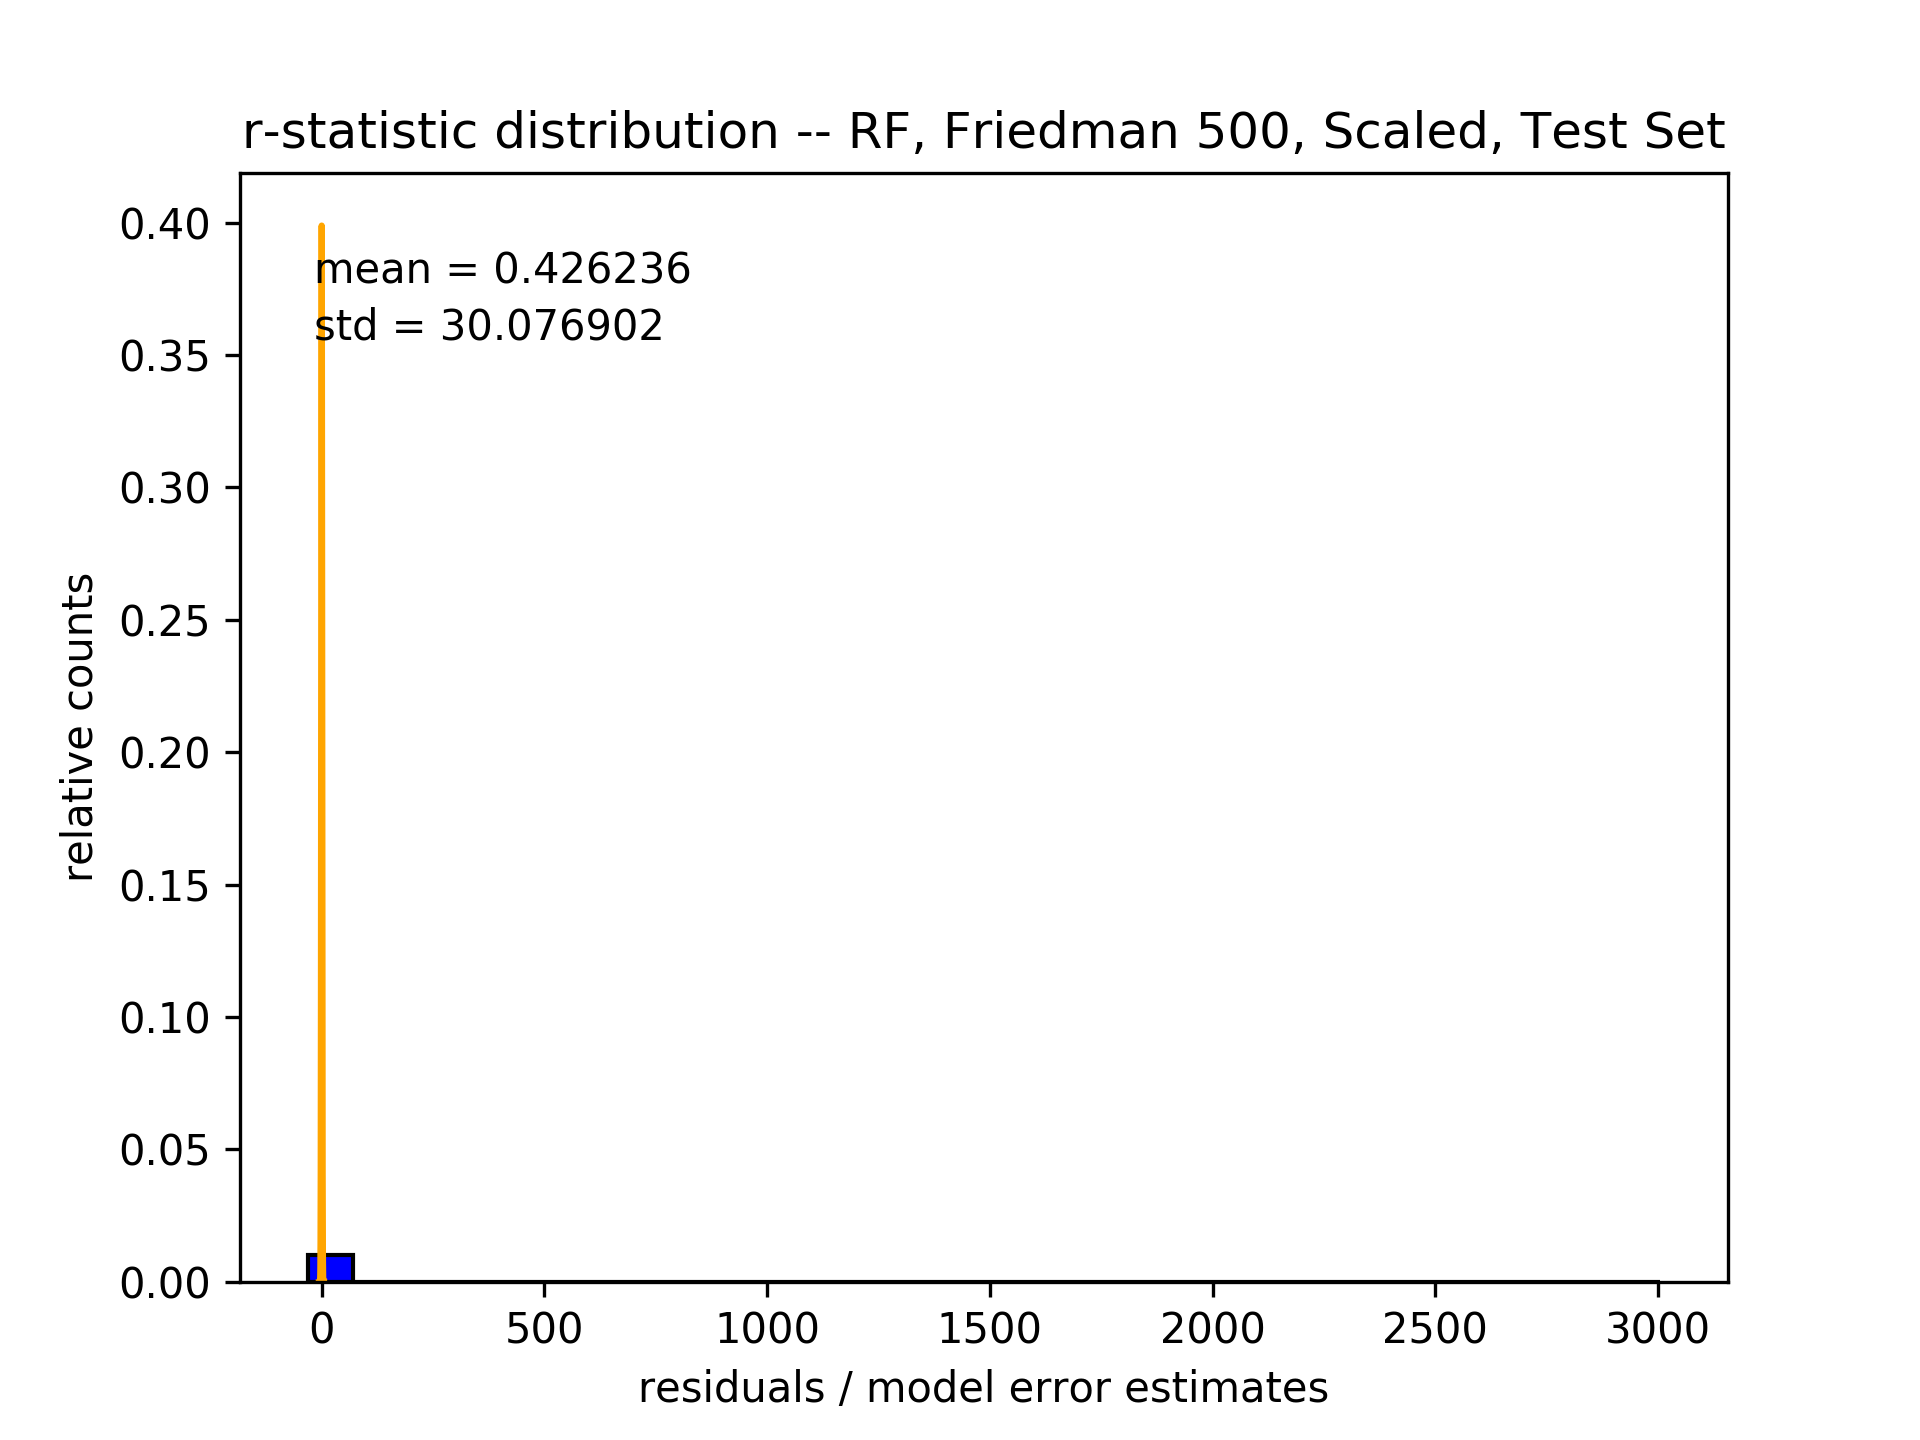 r-statistic distribution -- RF, Friedman 500, Scaled, Test Set
mean = 0.426236
std = 30.076902
relative counts
0.40
0.35
0.30
0.25
0.20
0.15
0.10
0.05
0.00
0 500 1000 1500 2000 2500 3000
residuals / model error estimates